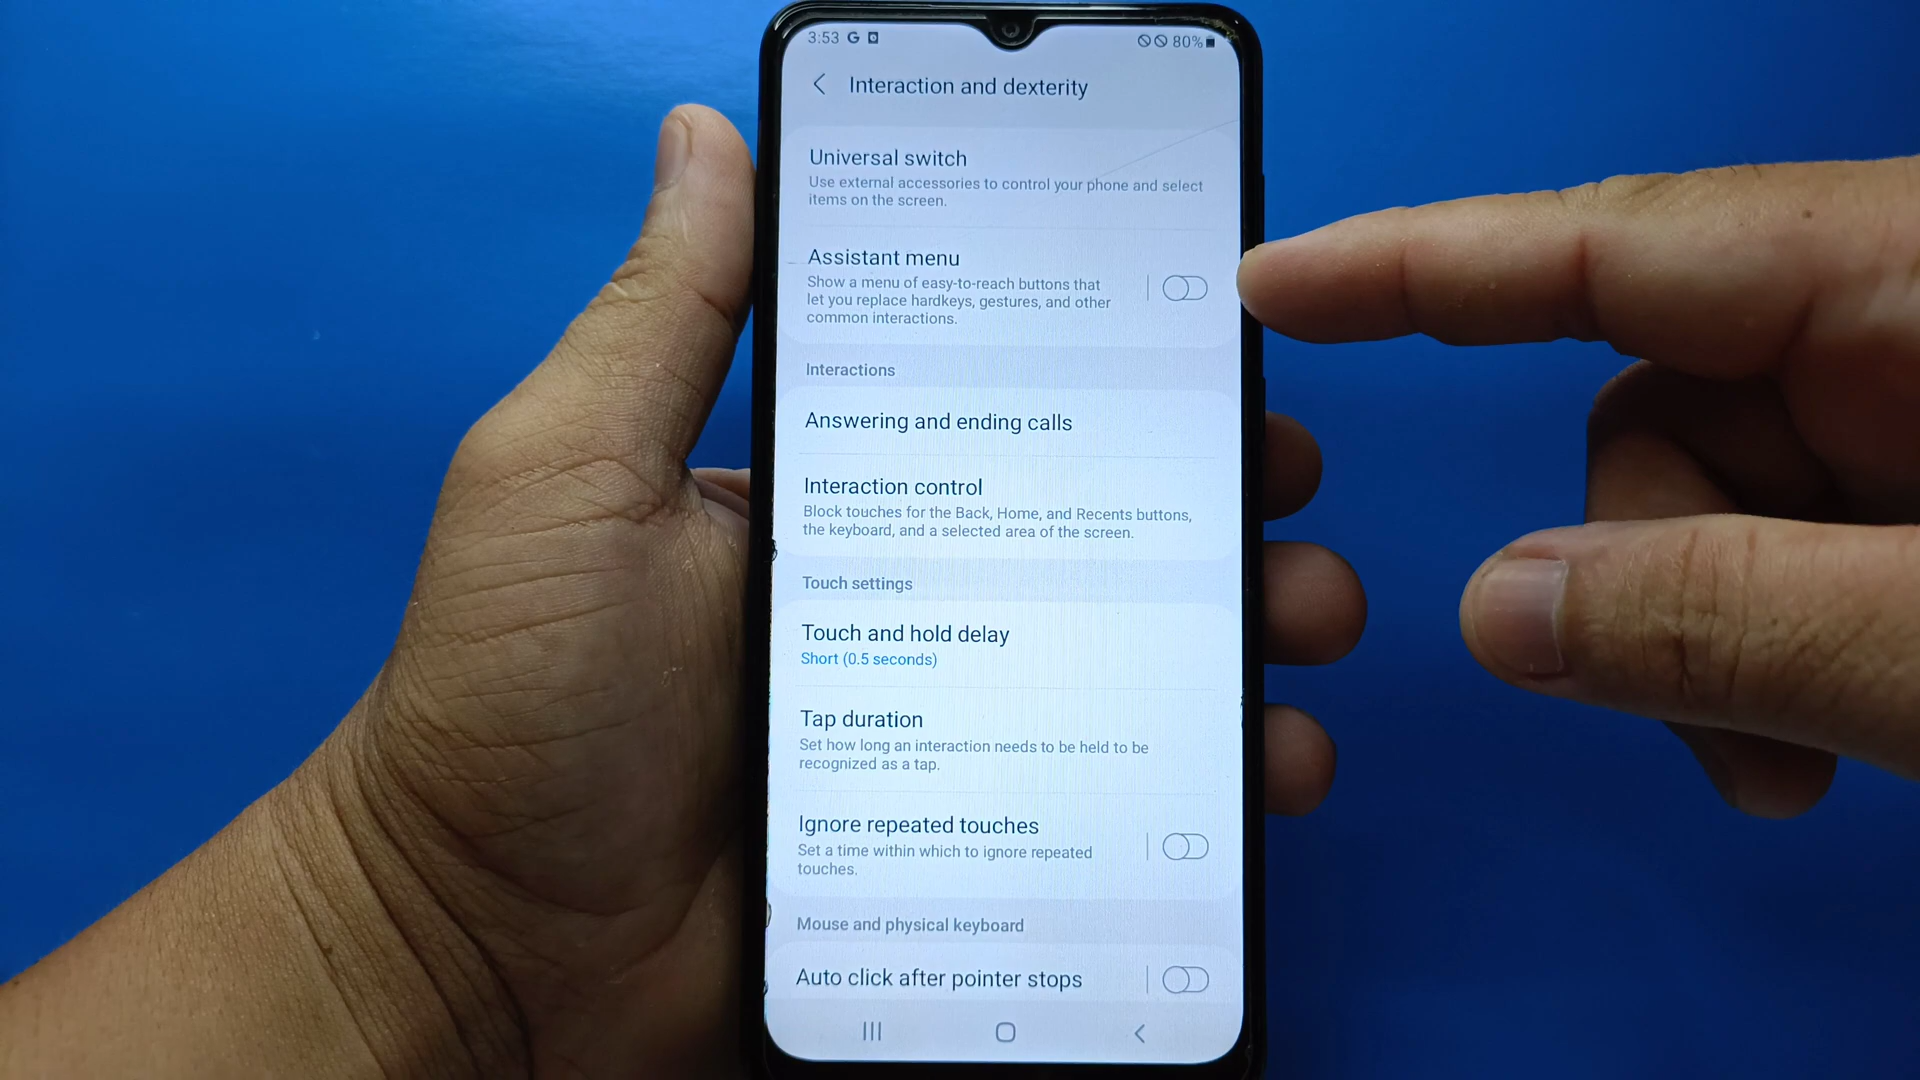 3:53 G
80%
Interaction and dexterity
Universal switch
Use external accessories to control your phone and select
items on the screen.
Assistant menu
Show a menu of easy-to-reach buttons that
let you replace hardkeys, gestures, and other
common interactions.
Interactions
Answering and ending calls
Interaction control
Block touches for the Back, Home, and Recents buttons,
the keyboard, and a selected area of the screen.
Touch settings
Touch and hold delay
Short (0.5 seconds)
Tap duration
Set how long an interaction needs to be held to be
recognized as a tap.
Ignore repeated touches
Set a time within which to ignore repeated
touches.
Mouse and physical keyboard
Auto click after pointer stops